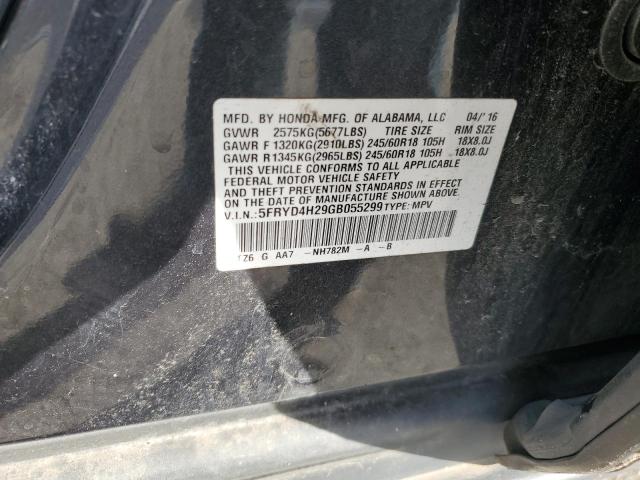 MFD. BY HONDA MFG. OF ALABAMA, LLC 04/'16
GVWR 2575KG(5677LBS) TIRE SIZE RIM SIZE
GAWR F 1320KG(2910LBS) 245/60R18 105H 18X8.0J
GAWR R 1345KG(2965LBS) 245/60R18 105H 18X8.0J
THIS VEHICLE CONFORMS TO ALL APPLICABLE
FEDERAL MOTOR VEHICLE SAFETY
AND THEFT PREVENTION STANDARDS IN EFFECT
ON THE DATE OF MANUFACTURE SHOWN ABOVE.
V.I.N.:5FRYD4H29GB055299 TYPE: MPV
TZ6 G AA7 -NH782M -A -B